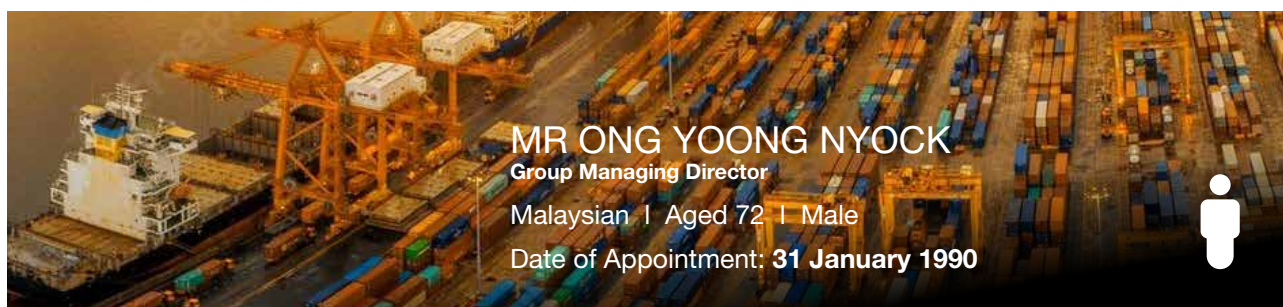 MR ONG YOONG NYOCK
Group Managing Director
Malaysian | Aged 72 | Male
Date of Appointment: 31 January 1990